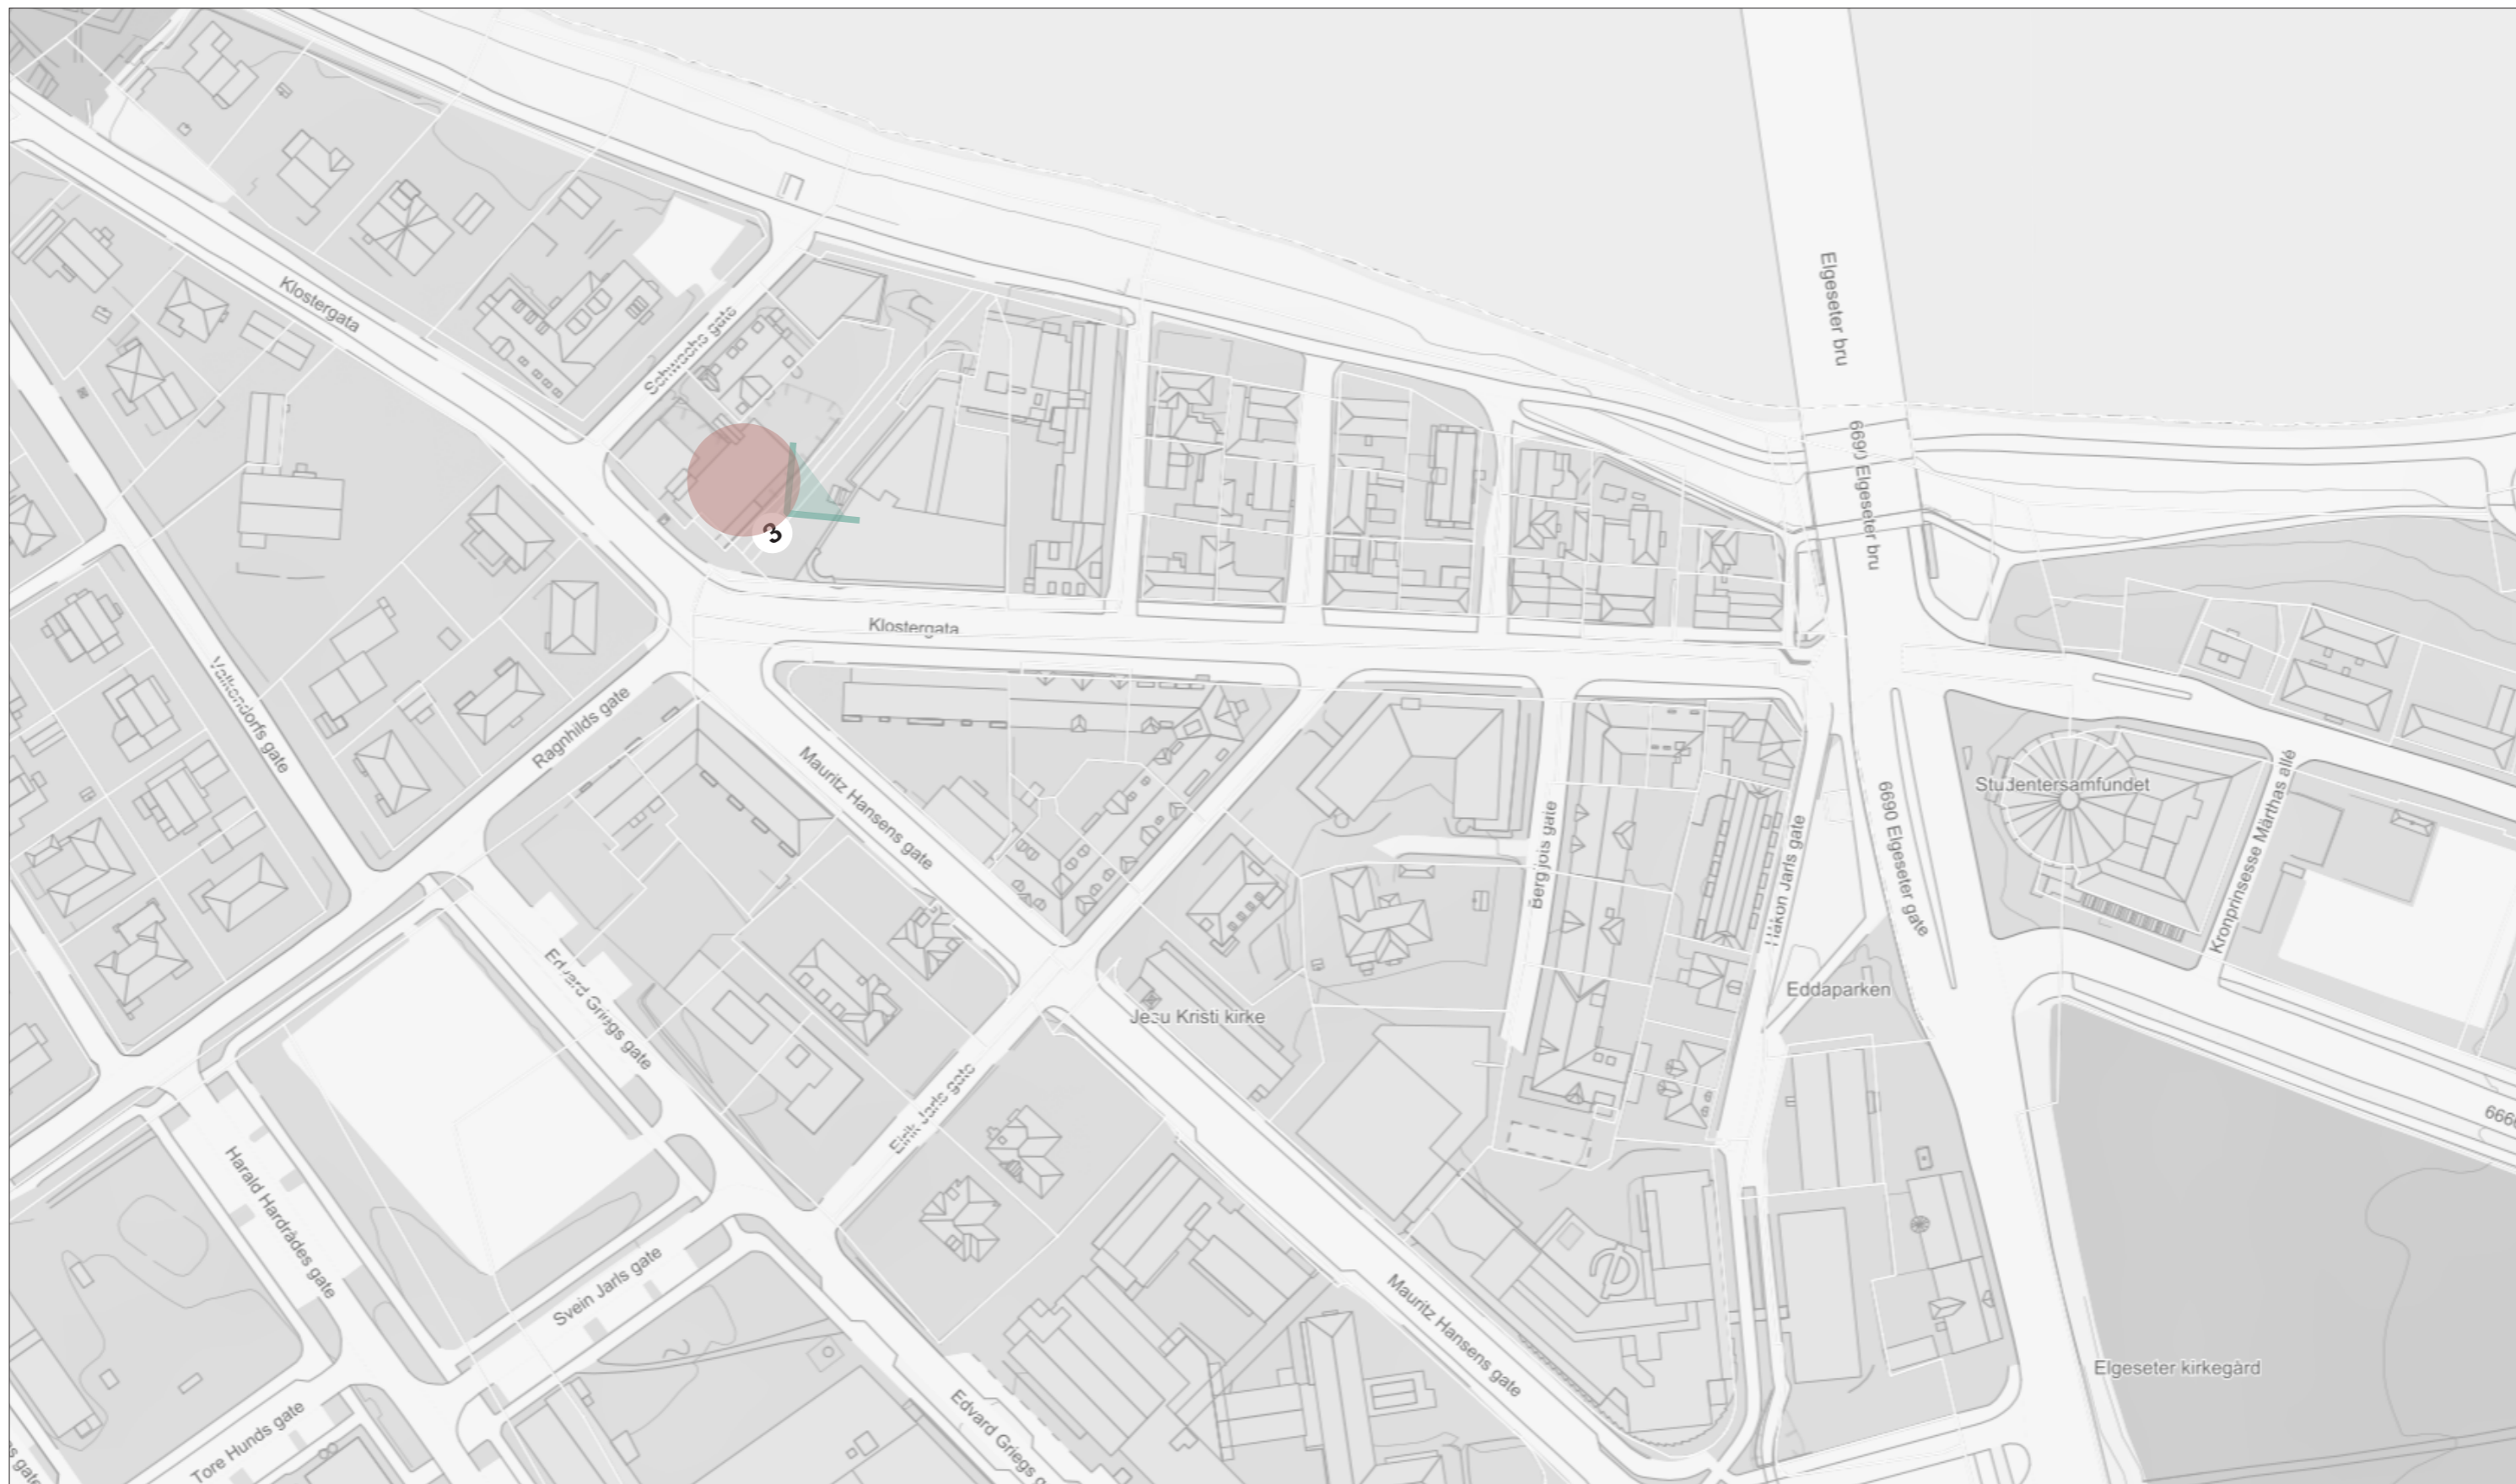 Elgeseter bru
Klostergata
Schwachs gate
6690 Elgeseter bru
3
Klostergata
Volkendorfs gate
Ragnhilds gate
Mauritz Hansens gate
Bergljots gate
Håkon Jarls gate
6690 Elgeseter gate
Studentersamfundet
Kronprinsesse Märthas allé
Edvard Griegs gate
Eddaparken
Jesu Kristi kirke
Eirik Jarls gate
666
Harald Hardrådes gate
Svein Jarls gate
Mauritz Hansens gate
Elgeseter kirkegård
Tore Hunds gate
Edvard Griegs g
s gate